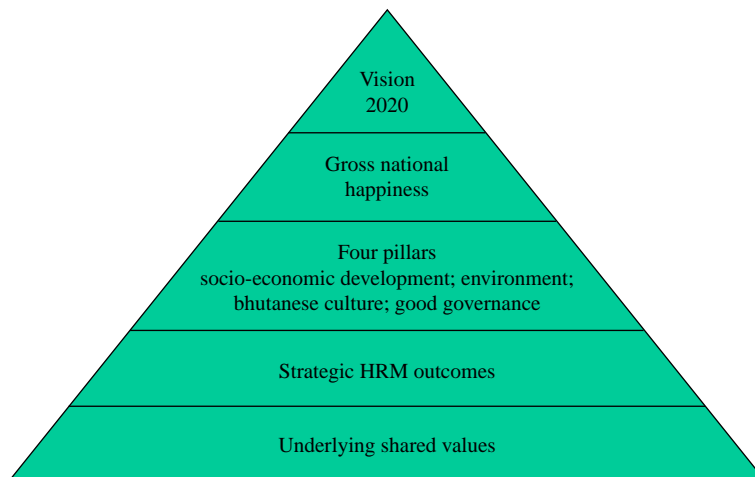 Vision
2020
Gross national
happiness
Four pillars
socio-economic development; environment;
bhutanese culture; good governance
Strategic HRM outcomes
Underlying shared values